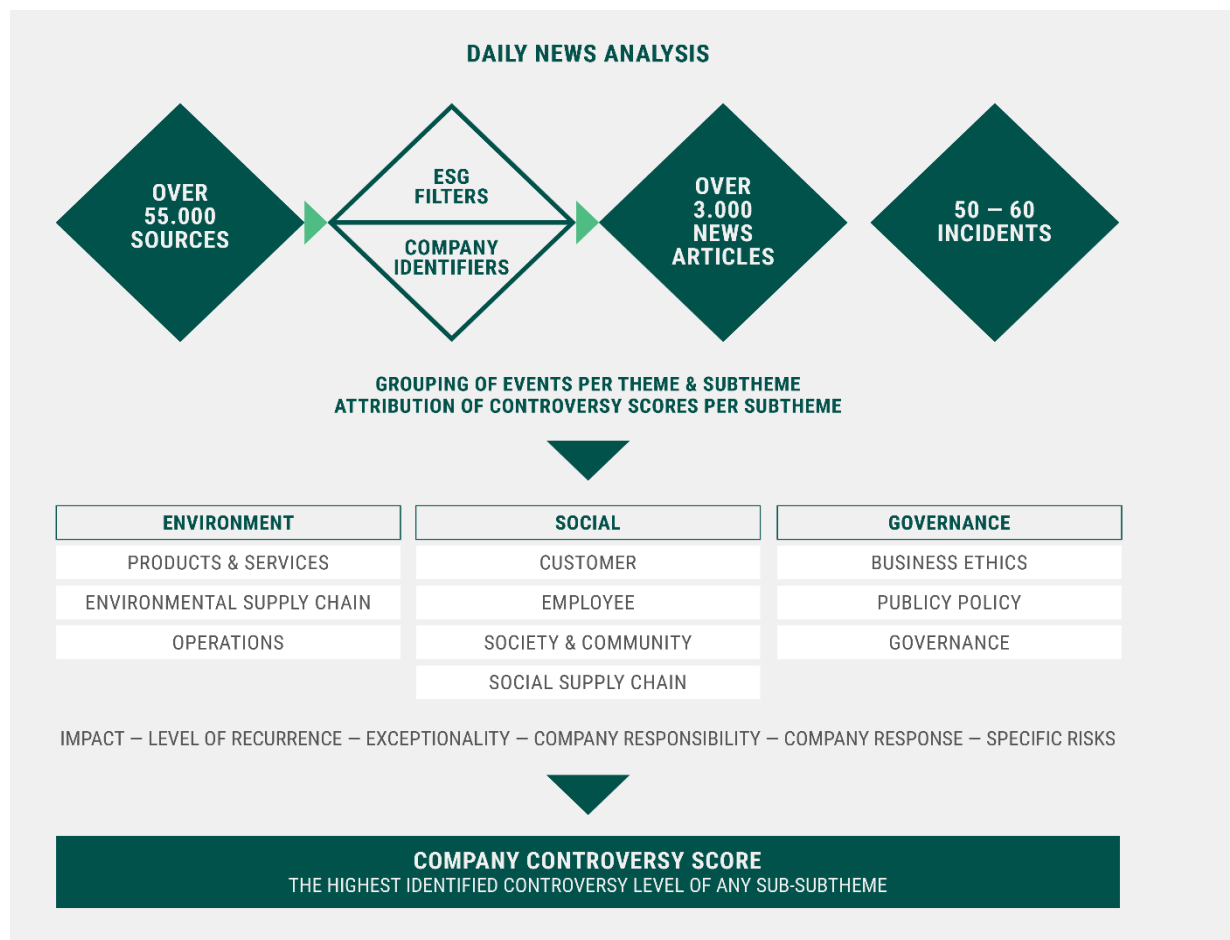 DAILY NEWS ANALYSIS
OVER
55.000
SOURCES
ESG
FILTERS
COMPANY
IDENTIFIERS
OVER
3.000
NEWS
ARTICLES
50 — 60
INCIDENTS
GROUPING OF EVENTS PER THEME & SUBTHEME
ATTRIBUTION OF CONTROVERSY SCORES PER SUBTHEME
ENVIRONMENT
PRODUCTS & SERVICES
ENVIRONMENTAL SUPPLY CHAIN
OPERATIONS
SOCIAL
CUSTOMER
EMPLOYEE
SOCIETY & COMMUNITY
SOCIAL SUPPLY CHAIN
GOVERNANCE
BUSINESS ETHICS
PUBLICY POLICY
GOVERNANCE
IMPACT — LEVEL OF RECURRENCE — EXCEPTIONALITY — COMPANY RESPONSIBILITY — COMPANY RESPONSE — SPECIFIC RISKS
COMPANY CONTROVERSY SCORE
THE HIGHEST IDENTIFIED CONTROVERSY LEVEL OF ANY SUB-SUBTHEME